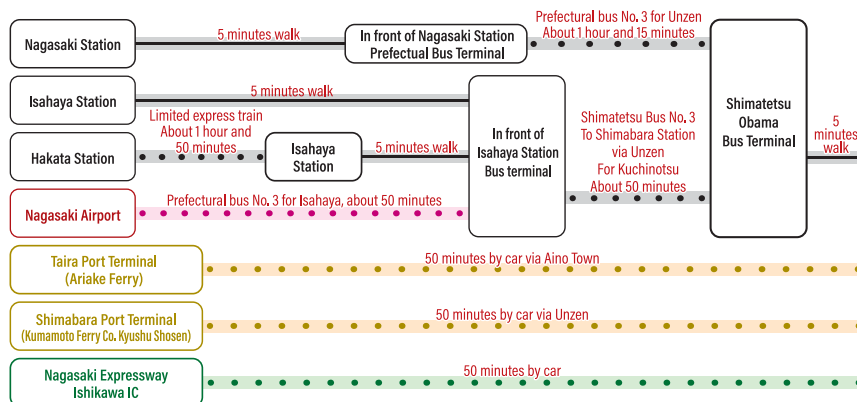 Nagasaki Station
5 minutes walk
In front of Nagasaki Station
Prefectual Bus Terminal
Prefectural bus No. 3 for Unzen
About 1 hour and 15 minutes
Isahaya Station
5 minutes walk
Limited express train
About 1 hour and
50 minutes
Hakata Station
Isahaya
Station
5 minutes walk
In front of
Isahaya Station
Bus terminal
Shimatetsu Bus No. 3
To Shimabara Station
via Unzen
For Kuchinotsu
About 50 minutes
Shimatetsu
Obama
Bus Terminal
5
minutes
walk
Nagasaki Airport
Prefectural bus No. 3 for Isahaya, about 50 minutes
Taira Port Terminal
(Ariake Ferry)
50 minutes by car via Aino Town
Shimabara Port Terminal
(Kumamoto Ferry Co. Kyushu Shosen)
50 minutes by car via Unzen
Nagasaki Expressway
Ishikawa IC
50 minutes by car